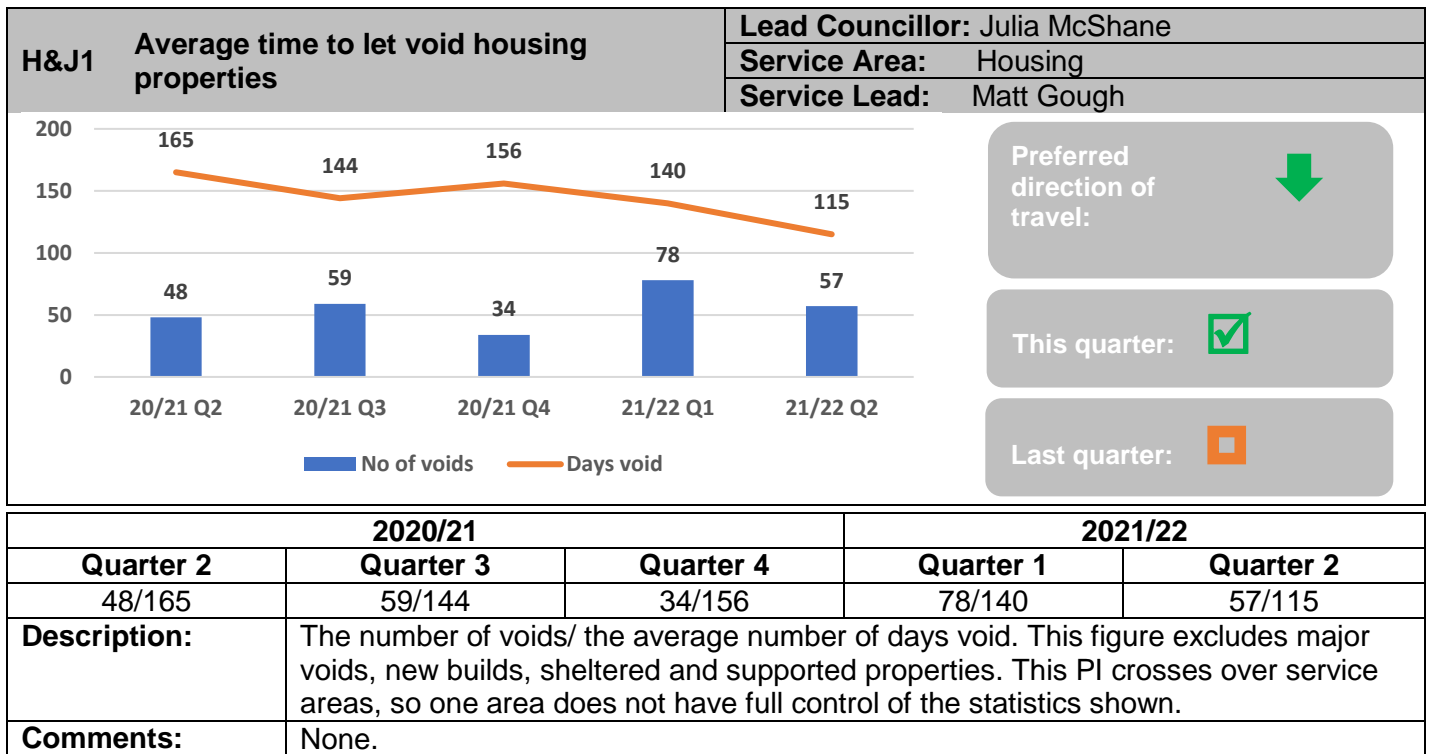 H&J1 Average time to let void housing
properties
Lead Councillor: Julia McShane
Service Area: Housing
Service Lead: Matt Gough
200
150
100
50
0
165
144
156
140
115
48
59
34
78
57
20/21 Q2 20/21 Q3 20/21 Q4 21/22 Q1 21/22 Q2
No of voids Days void
Preferred
direction of
travel:
This quarter:
Last quarter:
2020/21 2021/22
Quarter 2 Quarter 3 Quarter 4 Quarter 1 Quarter 2
48/165 59/144 34/156 78/140 57/115
Description: The number of voids/ the average number of days void. This figure excludes major
voids, new builds, sheltered and supported properties. This PI crosses over service
areas, so one area does not have full control of the statistics shown.
Comments: None.